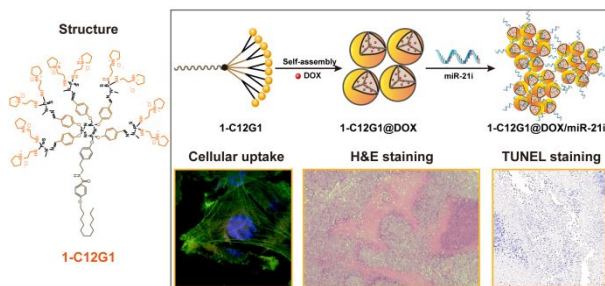 Structure
1-C12G1
Self-assembly
DOX
miR-21i
1-C12G1
1-C12G1@DOX
1-C12G1@DOX/miR-21i
Cellular uptake
H&E staining
TUNEL staining